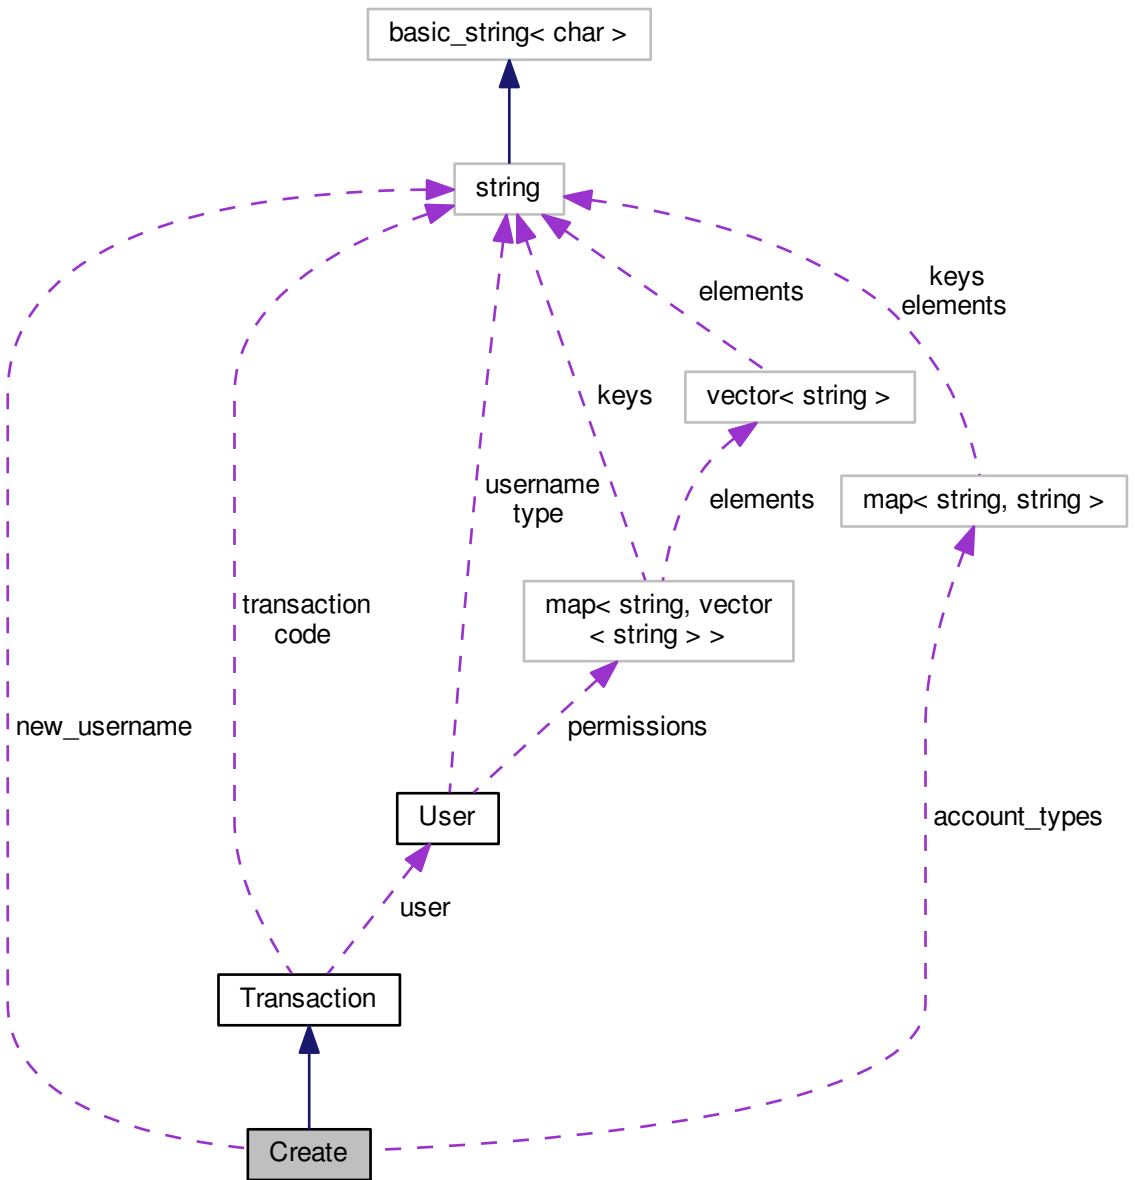 basic_string< char >
string
keys
elements
elements
vector< string >
keys
username
type
elements
map< string, string >
transaction
code
map< string, vector
< string > >
new_username
permissions
User
account_types
user
Transaction
Create